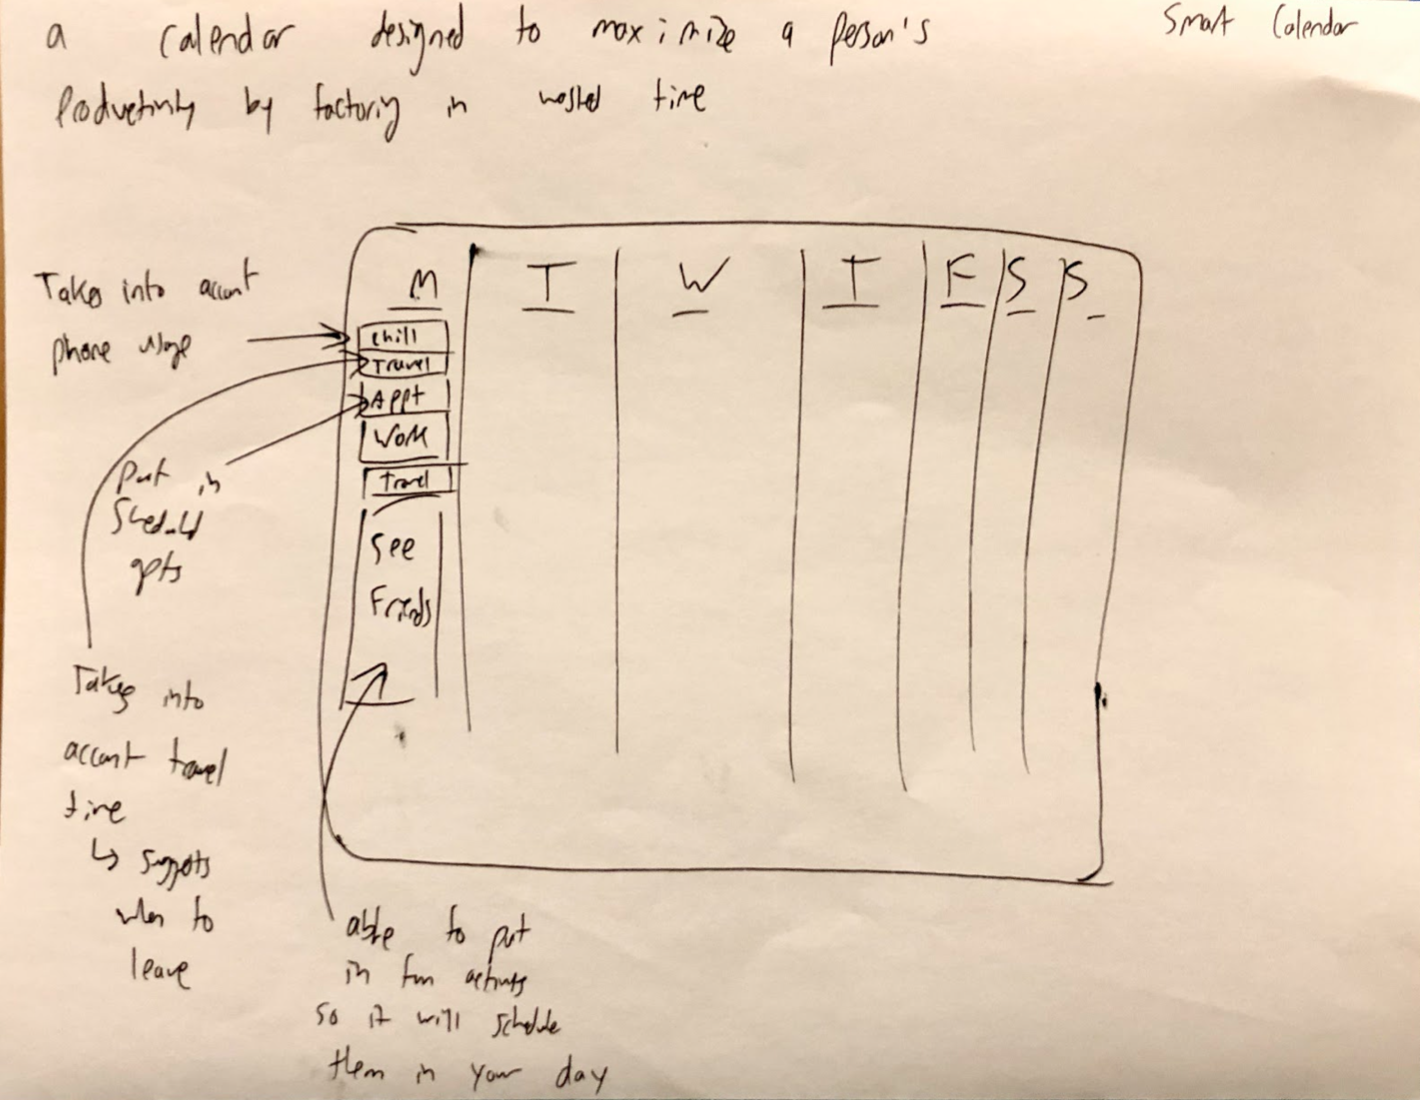 Smart Calendar
a calendar designed to maximize a person's
Productivity by factoring in wasted time
Takes into account
phone usage
Put in
Scheduled
apts
Takes into
account travel
time
↳ suggests
when to
leave
M T W T F S S
chill
Travel
Appt
Work
Travel
See
Friends
able to put
in fun activities
so it will schedule
them in your day